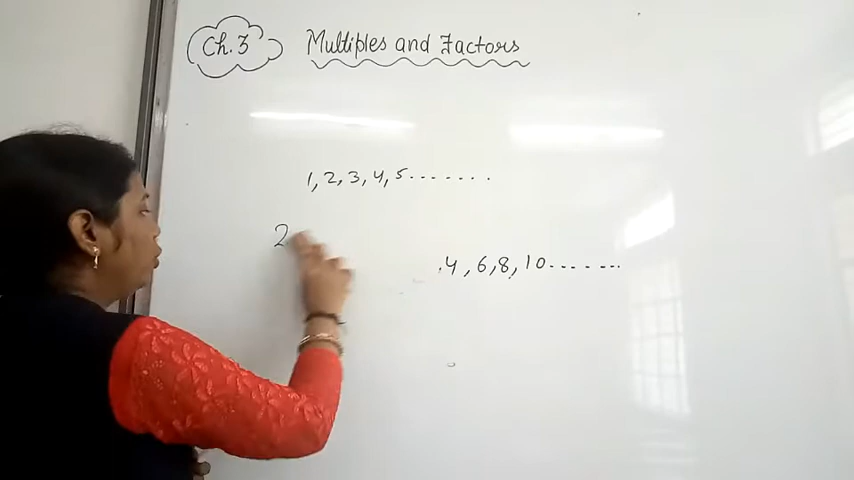 Ch. 3 Multiples and Factors
1, 2, 3, 4, 5.......
2
4, 6, 8, 10.......